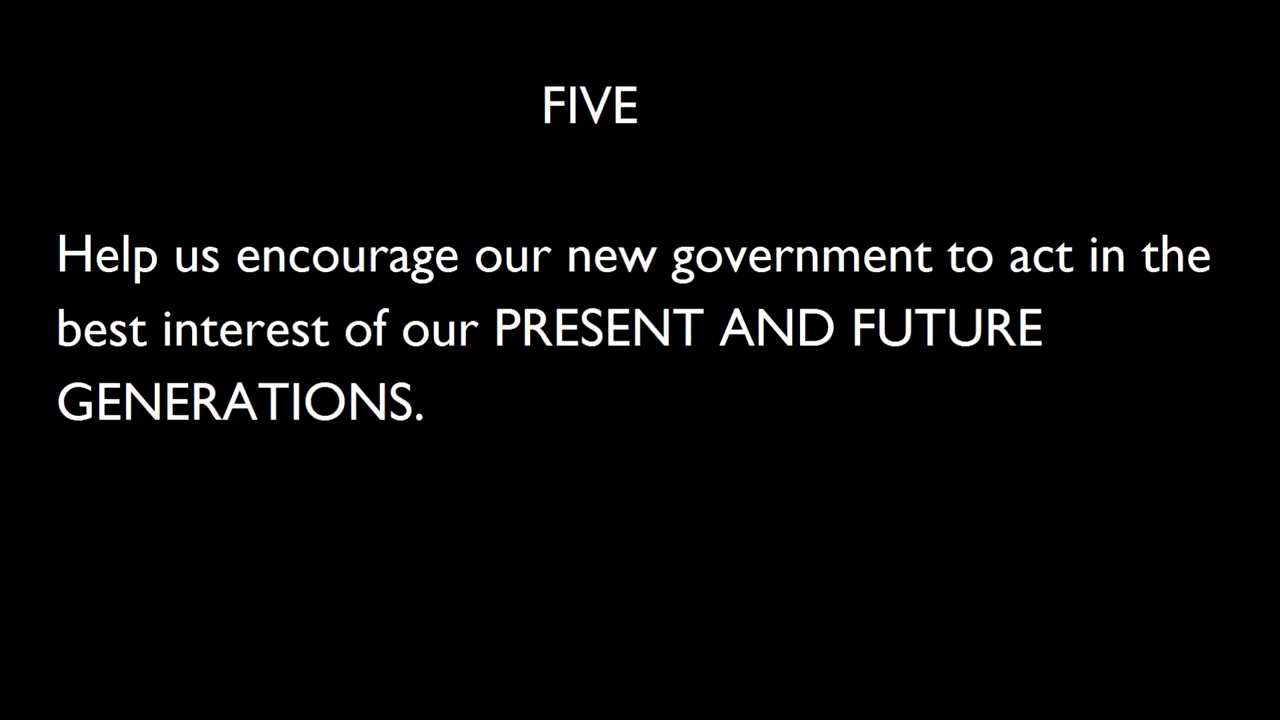 FIVE
Help us encourage our new government to act in the
best interest of our PRESENT AND FUTURE
GENERATIONS.